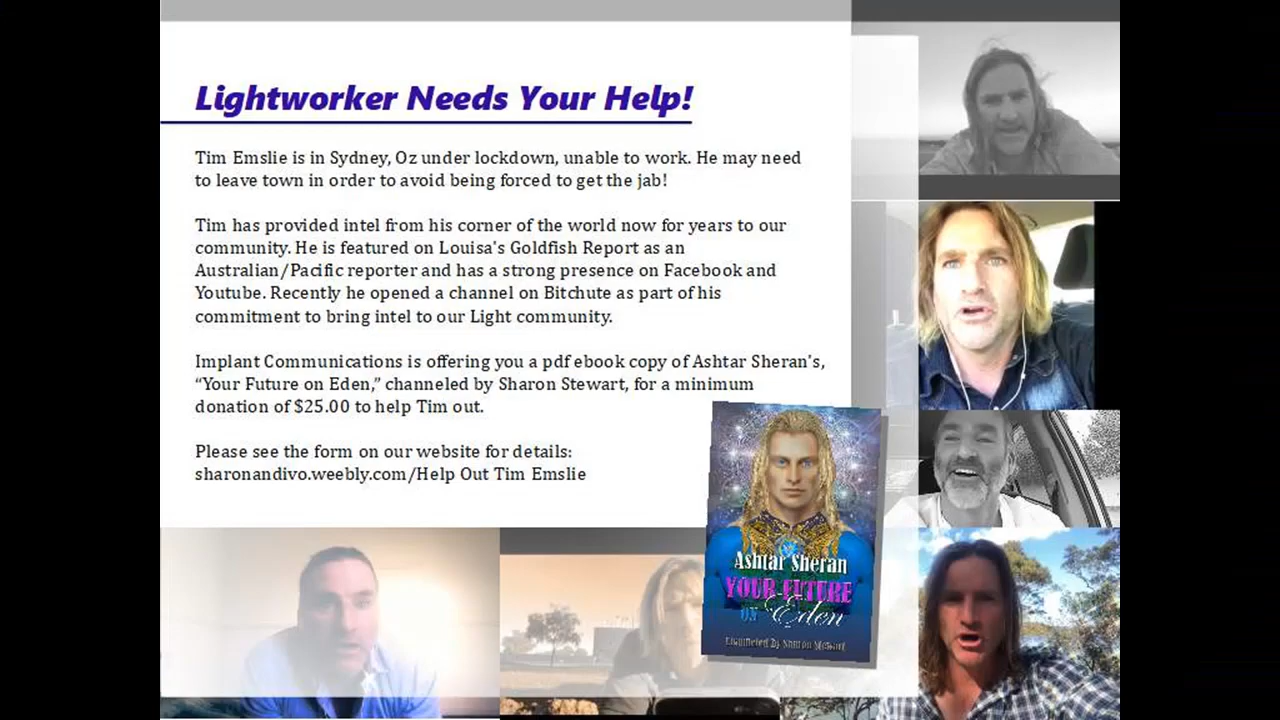 Lightworker Needs Your Help!
Tim Emslie is in Sydney, Oz under lockdown, unable to work. He may need
to leave town in order to avoid being forced to get the jab!
Tim has provided intel from his corner of the world now for years to our
community. He is featured on Louisa's Goldfish Report as an
Australian/Pacific reporter and has a strong presence on Facebook and
Youtube. Recently he opened a channel on Bitchute as part of his
commitment to bring intel to our Light community.
Implant Communications is offering you a pdf ebook copy of Ashtar Sheran's,
“Your Future on Eden,” channeled by Sharon Stewart, for a minimum
donation of $25.00 to help Tim out.
Please see the form on our website for details:
sharonandivo.weebly.com/Help Out Tim Emslie
Ashtar Sheran
YOUR FUTURE
ON Eden
Channeled By Sharon Stewart